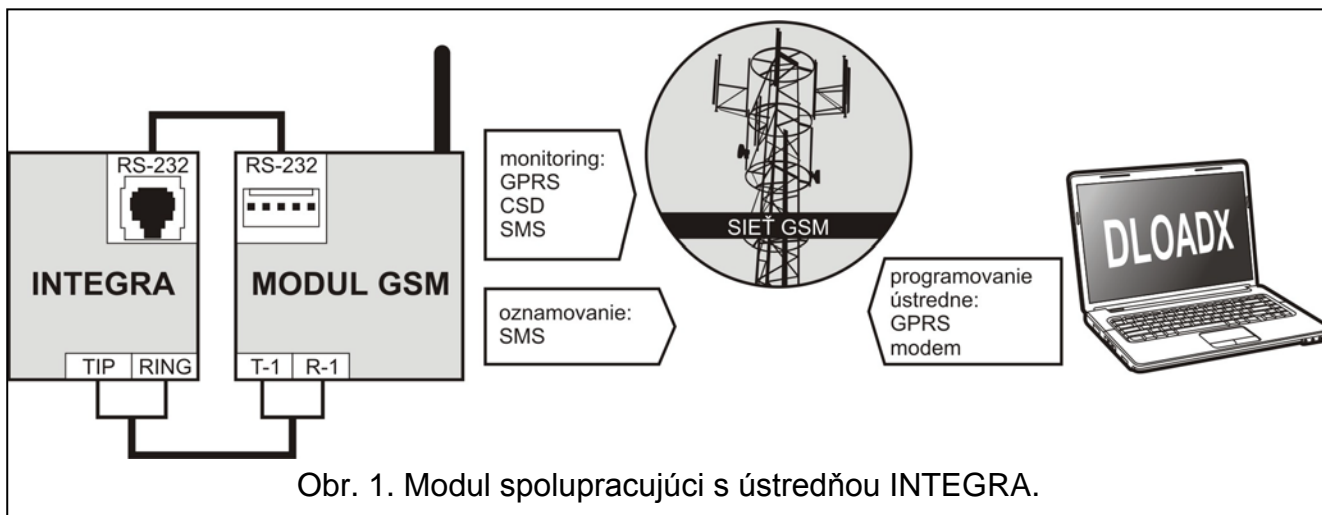 RS-232
RS-232
INTEGRA
MODUL GSM
TIP RING
T-1 R-1
monitoring:
GPRS
CSD
SMS
oznamovanie:
SMS
SIEŤ GSM
programovanie
ústredne:
GPRS
modem
DLOADX
Obr. 1. Modul spolupracujúci s ústredňou INTEGRA.